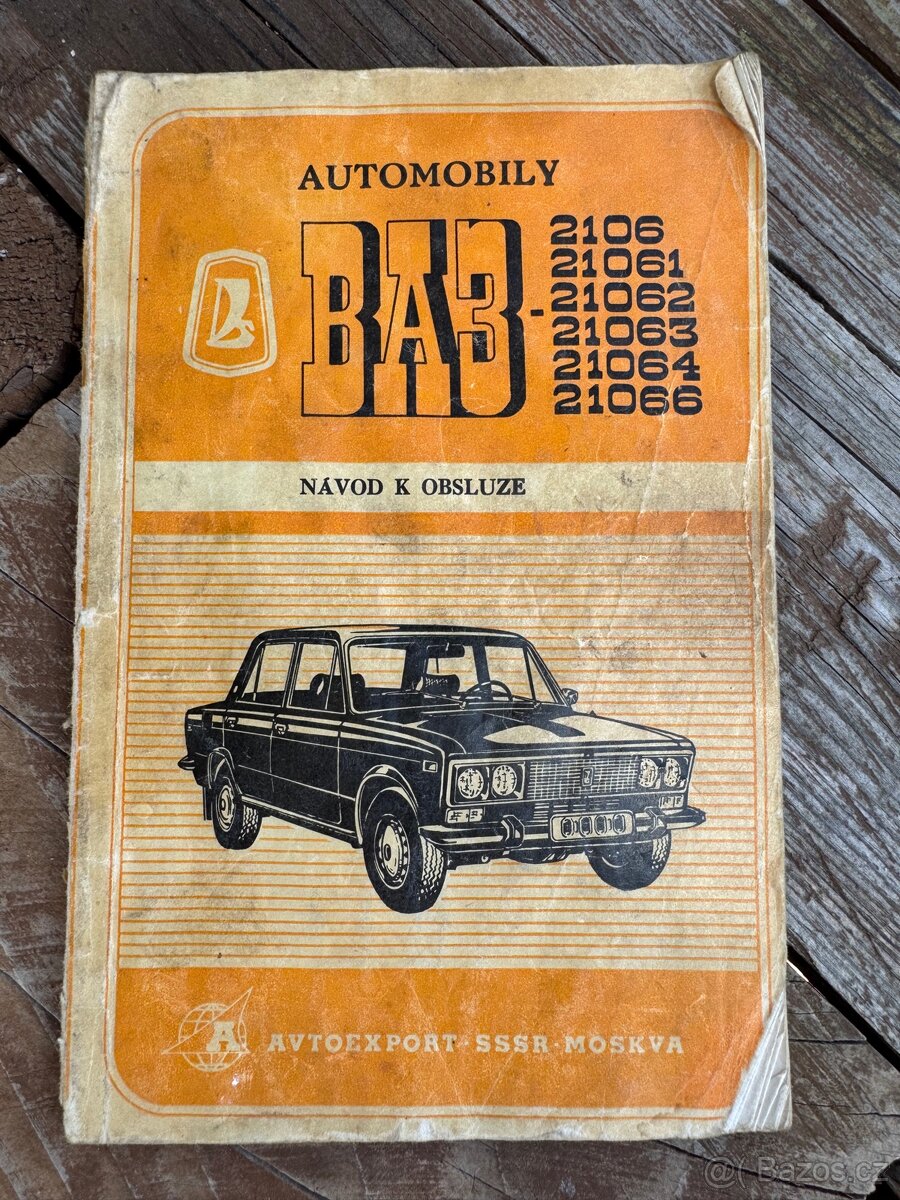 AUTOMOBILY
ВАЗ-
2106
21061
21062
21063
21064
21066
NÁVOD K OBSLUZE
A AVTOEXPORT · SSSR · MOSKVA
@Bazos.cz